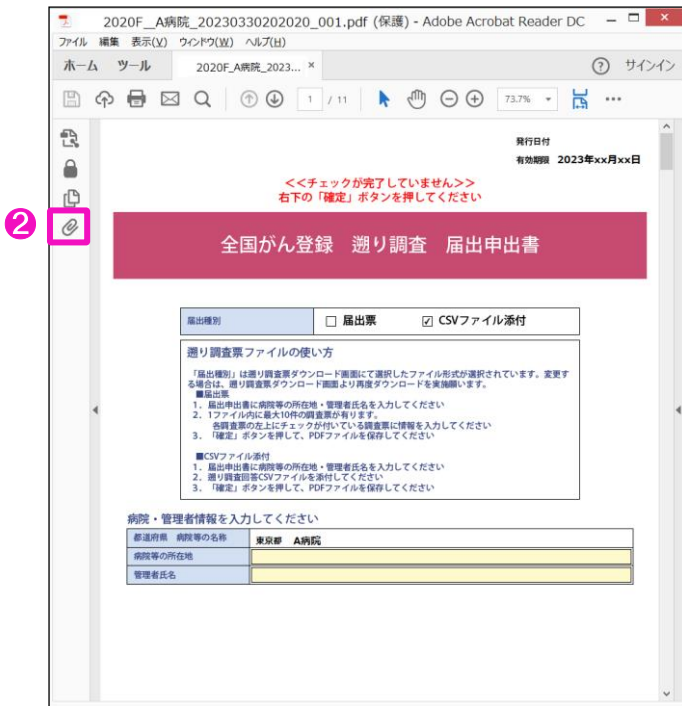 2020F__A病院_20230330202020_001.pdf (保護) - Adobe Acrobat Reader DC
ファイル 編集 表示(V) ウィンドウ(W) ヘルプ(H)
ホーム ツール 2020F_A病院_2023... × ? サインイン
1 / 11 73.7%
発行日付
有効期限 2023年xx月xx日
<<チェックが完了していません>>
右下の「確定」ボタンを押してください
2
全国がん登録 遡り調査 届出申出書
届出種別 届出票 CSVファイル添付
遡り調査票ファイルの使い方
「届出種別」は遡り調査票ダウンロード画面にて選択したファイル形式が選択されています。変更す
る場合は、遡り調査票ダウンロード画面より再度ダウンロードを実施願います。
■届出票
1. 届出申出書に病院等の所在地・管理者氏名を入力してください
2. 1ファイル内に最大10件の調査票が有ります。
各調査票の左上にチェックが付いている調査票に情報を入力してください
3. 「確定」ボタンを押して、PDFファイルを保存してください
■CSVファイル添付
1. 届出申出書に病院等の所在地・管理者氏名を入力してください
2. 遡り調査回答CSVファイルを添付してください
3. 「確定」ボタンを押して、PDFファイルを保存してください
病院・管理者情報を入力してください
都道府県 病院等の名称 東京都 A病院
病院等の所在地
管理者氏名